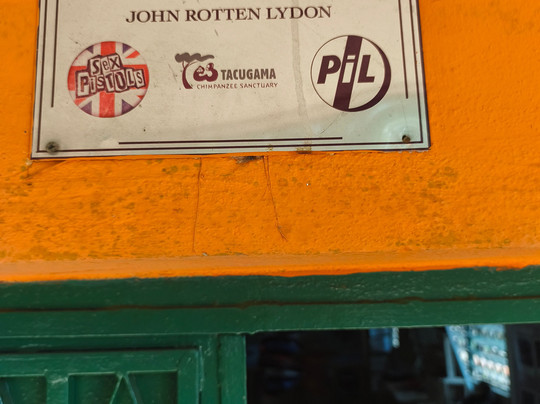 JOHN ROTTEN LYDON
SEX
PISTOLS
TACUGAMA
CHIMPANZEE SANCTUARY
PiL